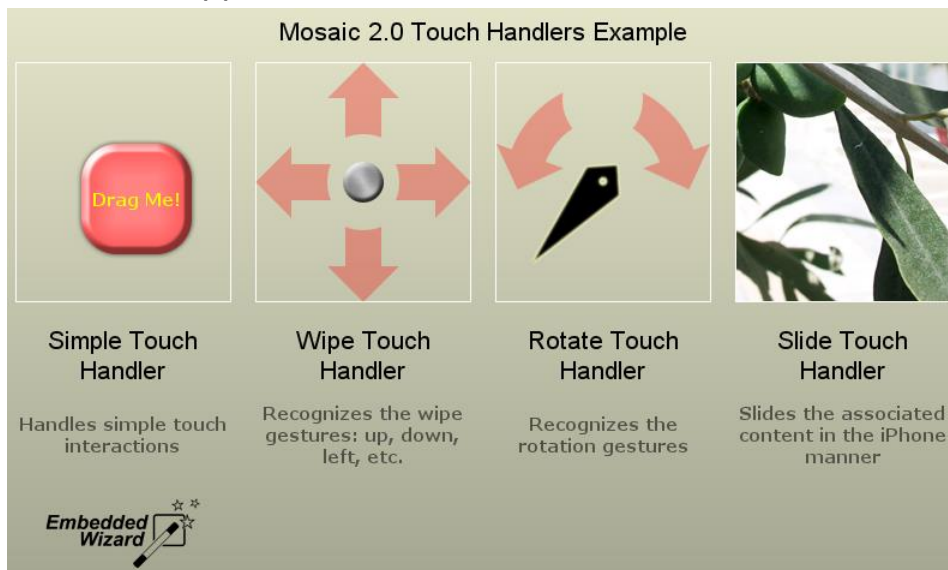 Mosaic 2.0 Touch Handlers Example
Drag Me!
Simple Touch
Handler
Handles simple touch
interactions
Wipe Touch
Handler
Recognizes the wipe
gestures: up, down,
left, etc.
Rotate Touch
Handler
Recognizes the
rotation gestures
Slide Touch
Handler
Slides the associated
content in the iPhone
manner
Embedded
Wizard